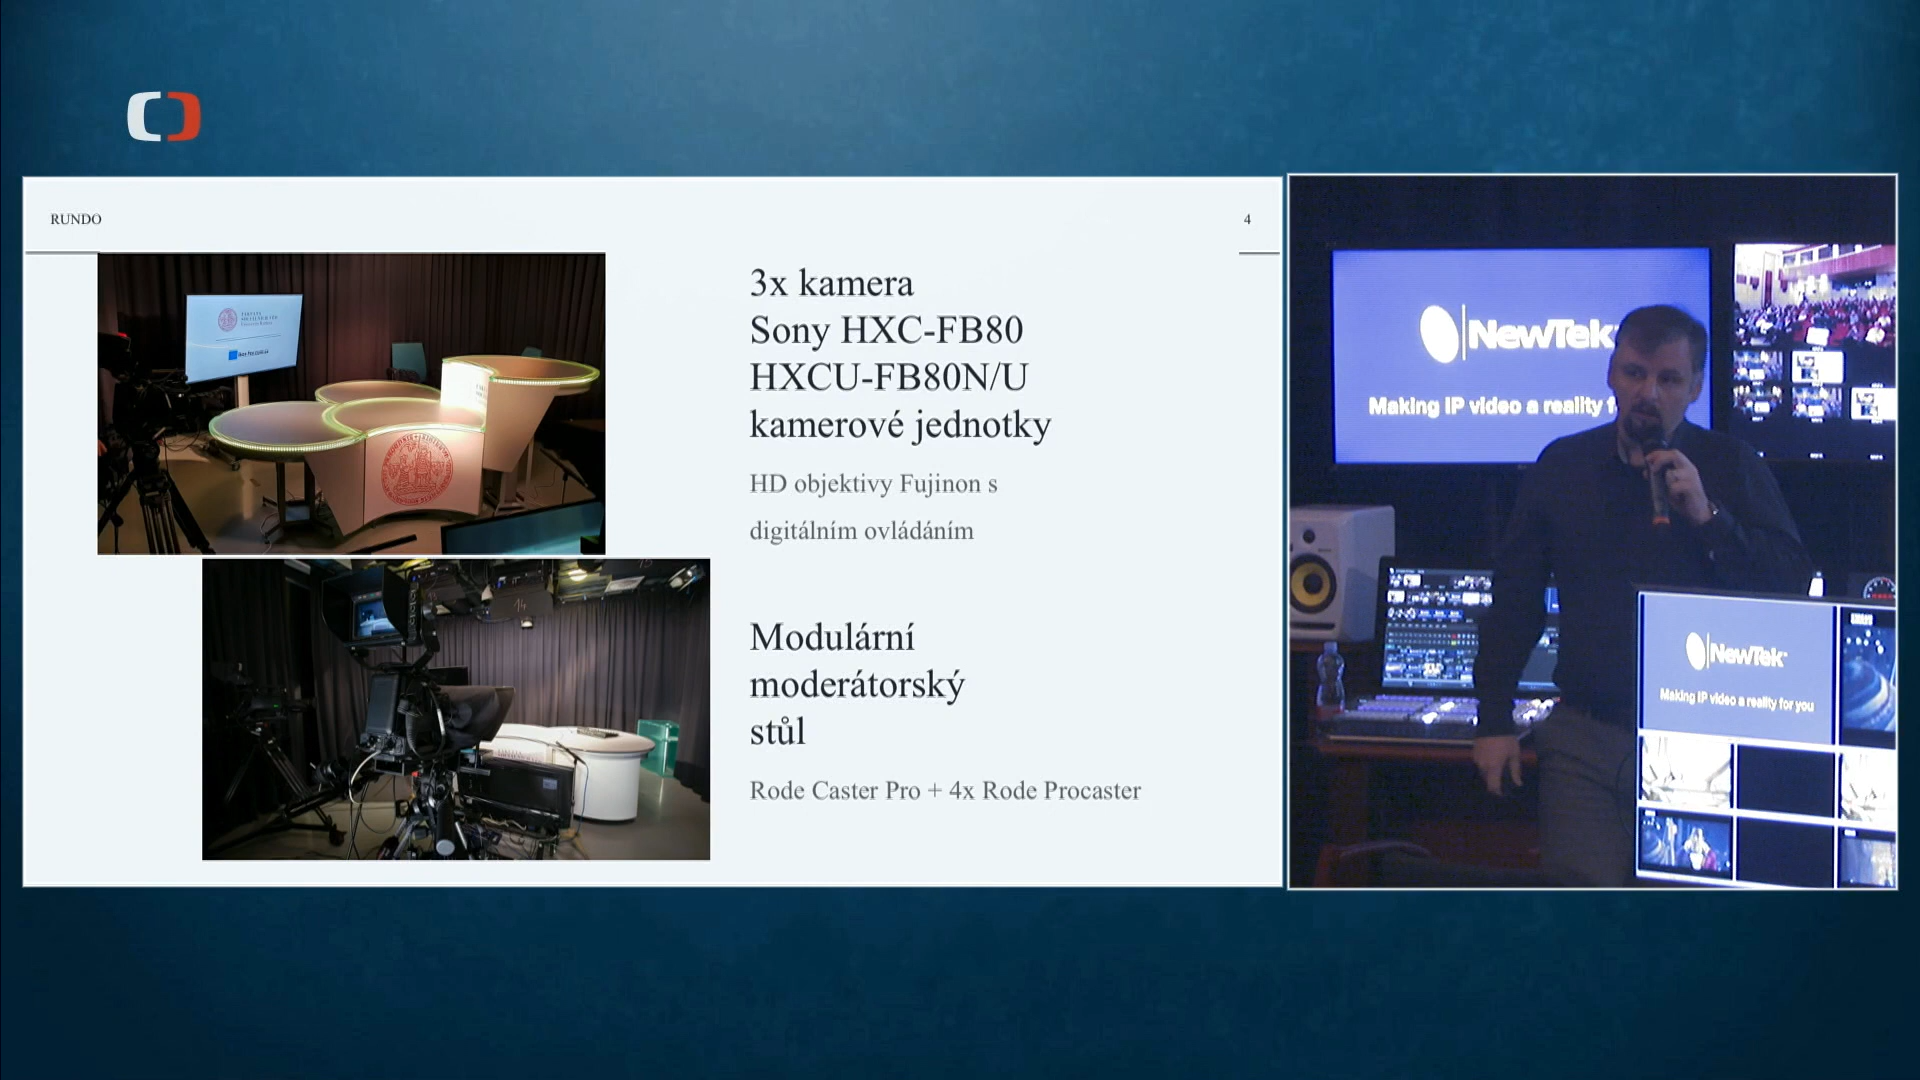 RUNDO
4
3x kamera
Sony HXC-FB80
HXCU-FB80N/U
kamerové jednotky
HD objektivy Fujinon s
digitálním ovládáním
Modulární
moderátorský
stůl
Rode Caster Pro + 4x Rode Procaster
14
NewTek
Making IP video a reality f
NewTek
Making IP video a reality for you